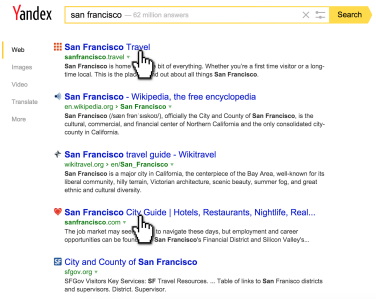 Yandex
san francisco — 62 million answers
Search
Web
Images
Video
Translate
More
San Francisco Travel
sanfrancisco.travel
San Francisco is home bit of everything. Whether you're a first time visitor or a long-
time local. This is the place out about all things San Francisco.
San Francisco - Wikipedia, the free encyclopedia
en.wikipedia.org > San Francisco
San Francisco (/sæn frənˈsɪskoʊ/), officially the City and County of San Francisco, is the
cultural, commercial, and financial center of Northern California and the only consolidated city-
county in California.
San Francisco travel guide - Wikitravel
wikitravel.org > en/San_Francisco
San Francisco is a major city in California, the centerpiece of the Bay Area, well-known for its
liberal community, hilly terrain, Victorian architecture, scenic beauty, summer fog, and great
ethnic and cultural diversity.
San Francisco City Guide | Hotels, Restaurants, Nightlife, Real...
sanfrancisco.com
The job market may seem to navigate these days, but employment and career
opportunities can be found San Francisco's Financial District and Silicon Valley's...
City and County of San Francisco
sfgov.org
SFGov Visitors Key Services: SF Travel Resources. ... Table of links to San Franisco districts
and supervisors. District. Supervisor.